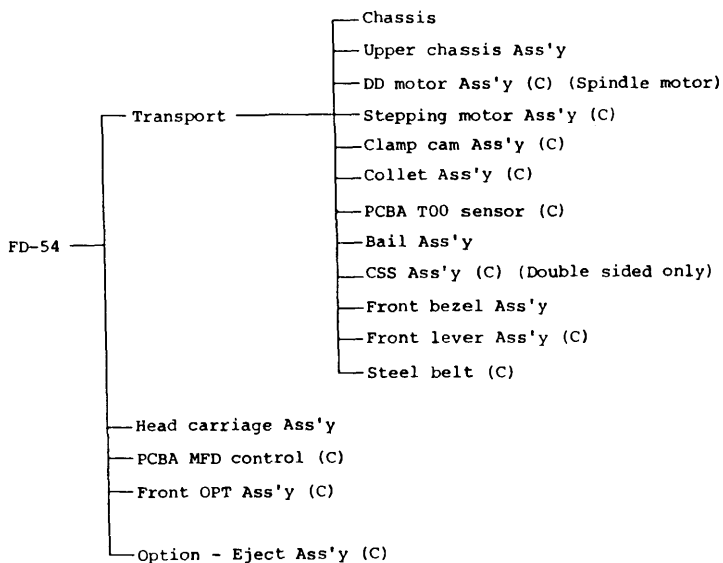 Chassis
Upper chassis Ass'y
DD motor Ass'y (C) (Spindle motor)
Transport
Stepping motor Ass'y (C)
Clamp cam Ass'y (C)
Collet Ass'y (C)
PCBA T00 sensor (C)
Bail Ass'y
FD-54
CSS Ass'y (C) (Double sided only)
Front bezel Ass'y
Front lever Ass'y (C)
Steel belt (C)
Head carriage Ass'y
PCBA MFD control (C)
Front OPT Ass'y (C)
Option - Eject Ass'y (C)